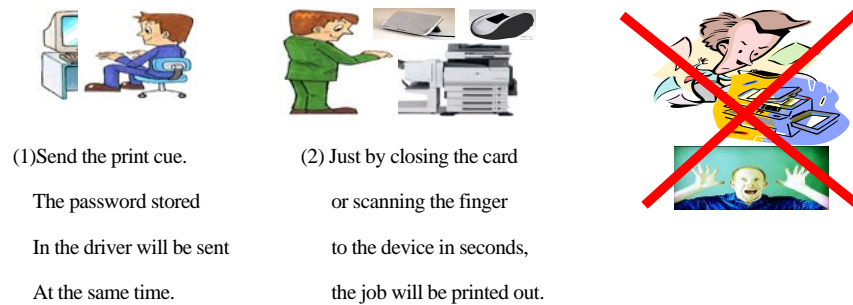 (1)Send the print cue.
The password stored
In the driver will be sent
At the same time.
(2) Just by closing the card
or scanning the finger
to the device in seconds,
the job will be printed out.